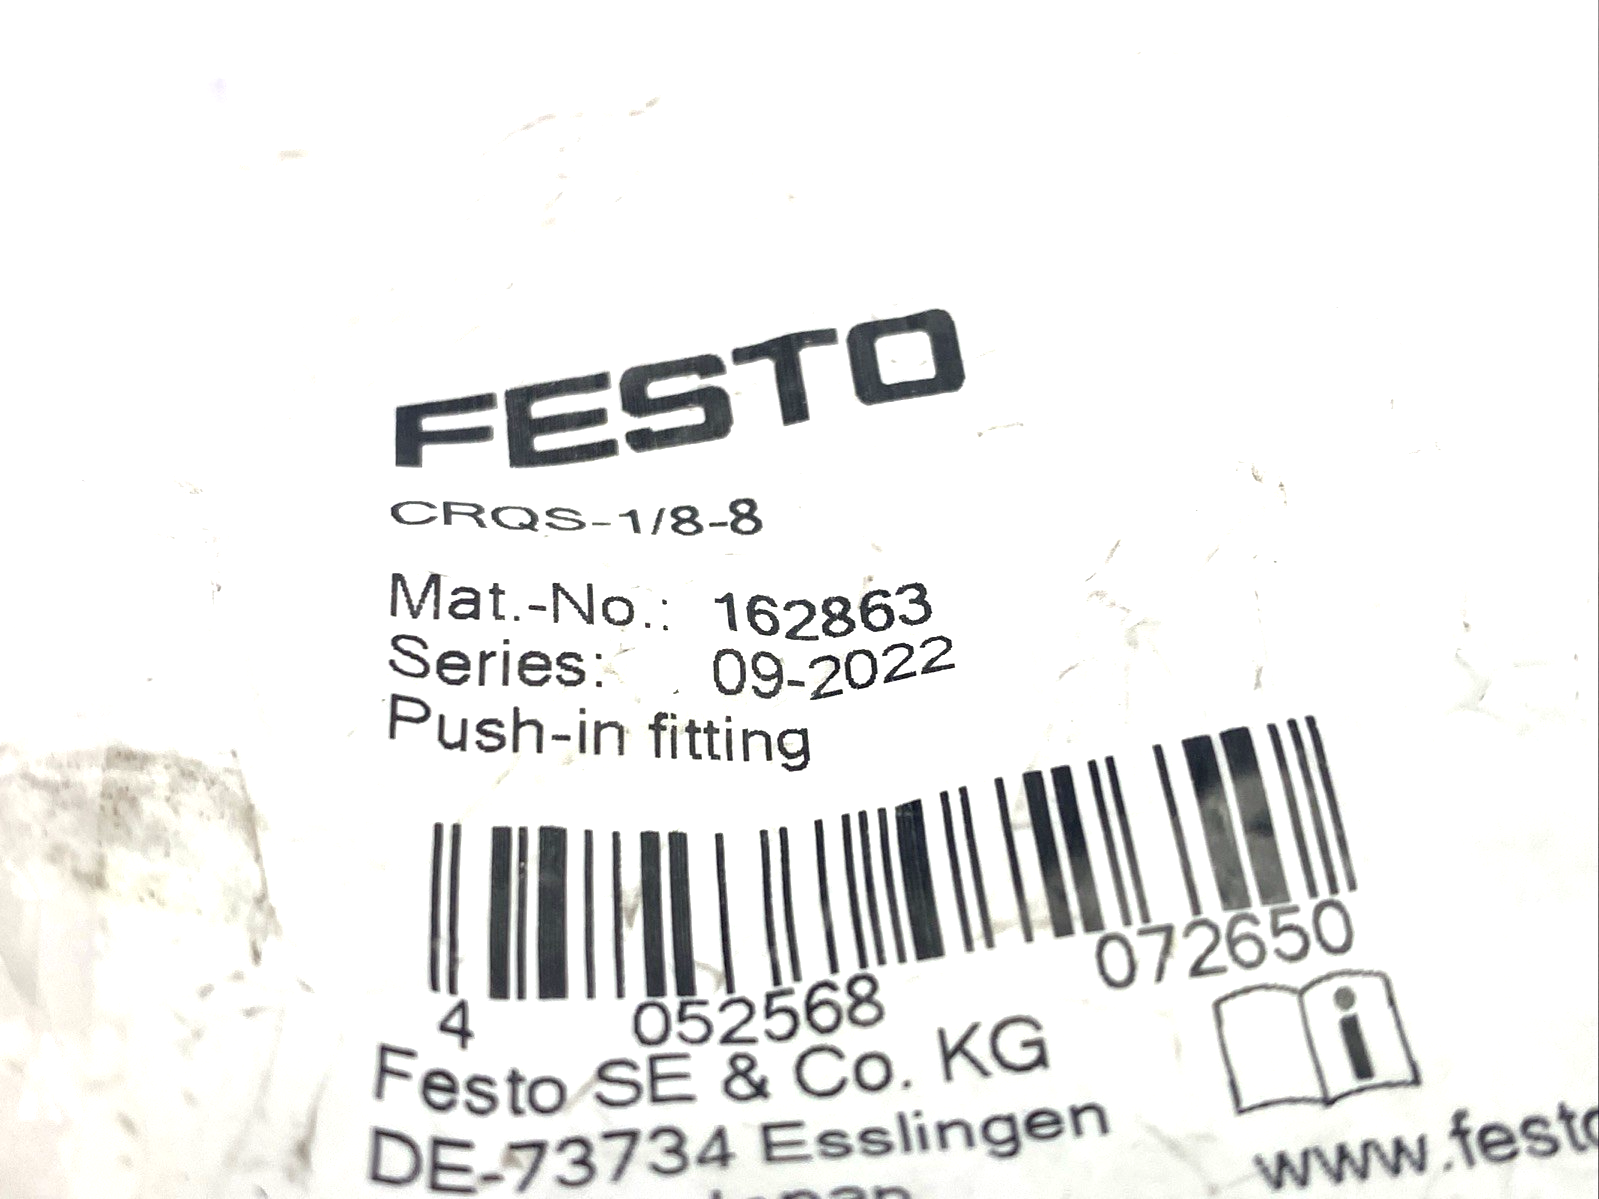 FESTO
CRQS-1/8-8
Mat.-No.: 162863
Series: 09-2022
Push-in fitting
4 052568 072650
Festo SE & Co. KG
DE-73734 Esslingen
www.festo